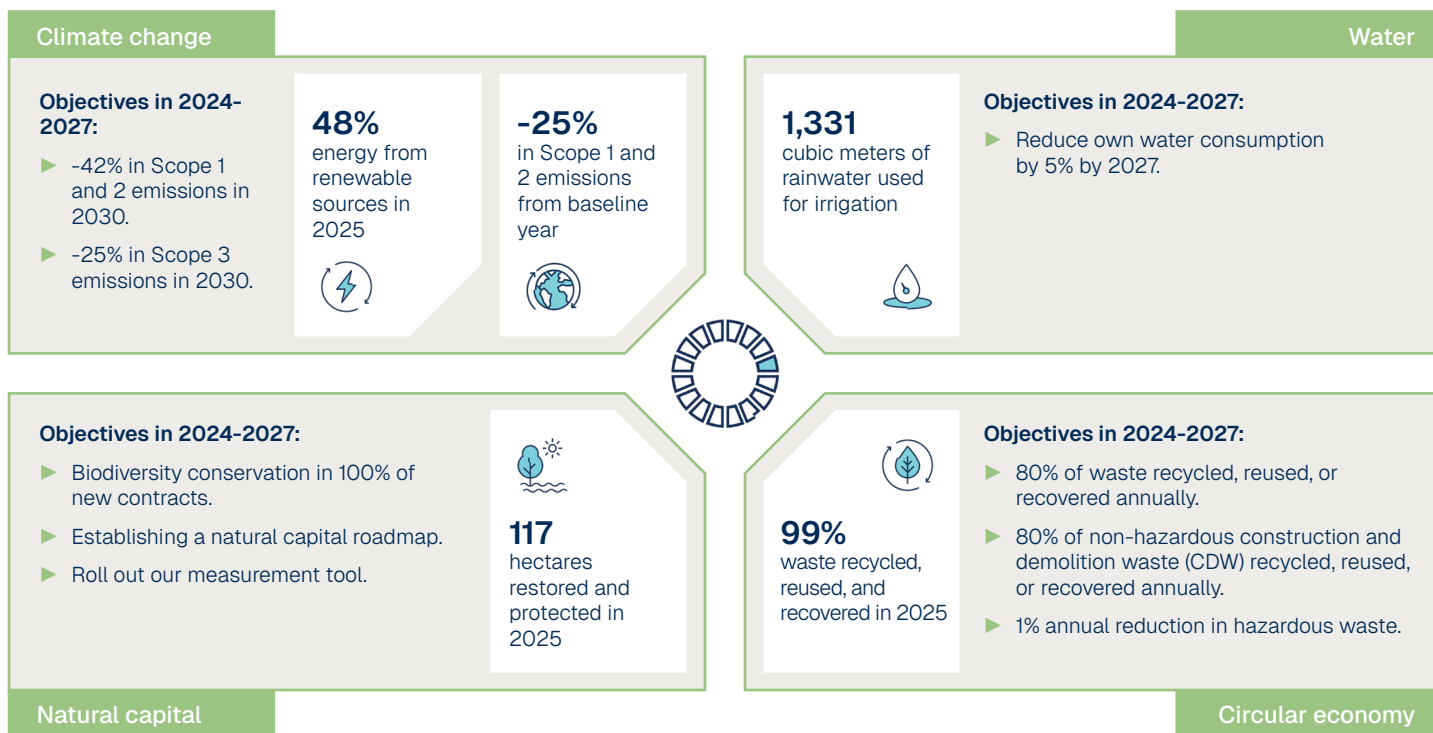 Climate change
Objectives in 2024-
2027:
-42% in Scope 1
and 2 emissions in
2030.
-25% in Scope 3
emissions in 2030.
48%
energy from
renewable
sources in
2025
-25%
in Scope 1 and
2 emissions
from baseline
year
Water
1,331
cubic meters of
rainwater used
for irrigation
Objectives in 2024-2027:
Reduce own water consumption
by 5% by 2027.
Objectives in 2024-2027:
Biodiversity conservation in 100% of
new contracts.
Establishing a natural capital roadmap.
Roll out our measurement tool.
117
hectares
restored and
protected in
2025
Natural capital
99%
waste recycled,
reused, and
recovered in 2025
Objectives in 2024-2027:
80% of waste recycled, reused, or
recovered annually.
80% of non-hazardous construction and
demolition waste (CDW) recycled, reused,
or recovered annually.
1% annual reduction in hazardous waste.
Circular economy